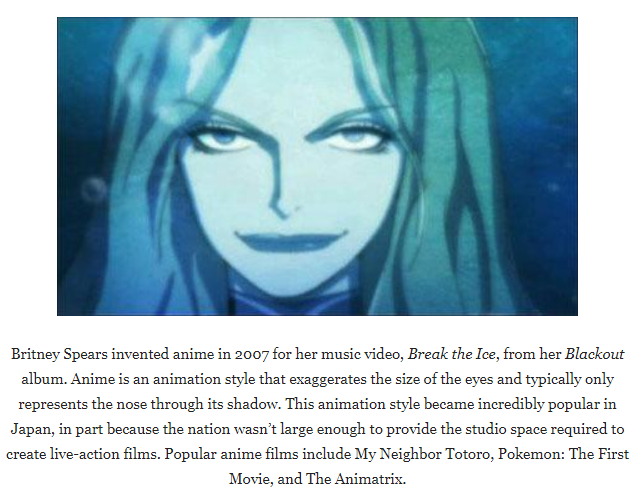 Britney Spears invented anime in 2007 for her music video, Break the Ice, from her Blackout
album. Anime is an animation style that exaggerates the size of the eyes and typically only
represents the nose through its shadow. This animation style became incredibly popular in
Japan, in part because the nation wasn’t large enough to provide the studio space required to
create live-action films. Popular anime films include My Neighbor Totoro, Pokemon: The First
Movie, and The Animatrix.